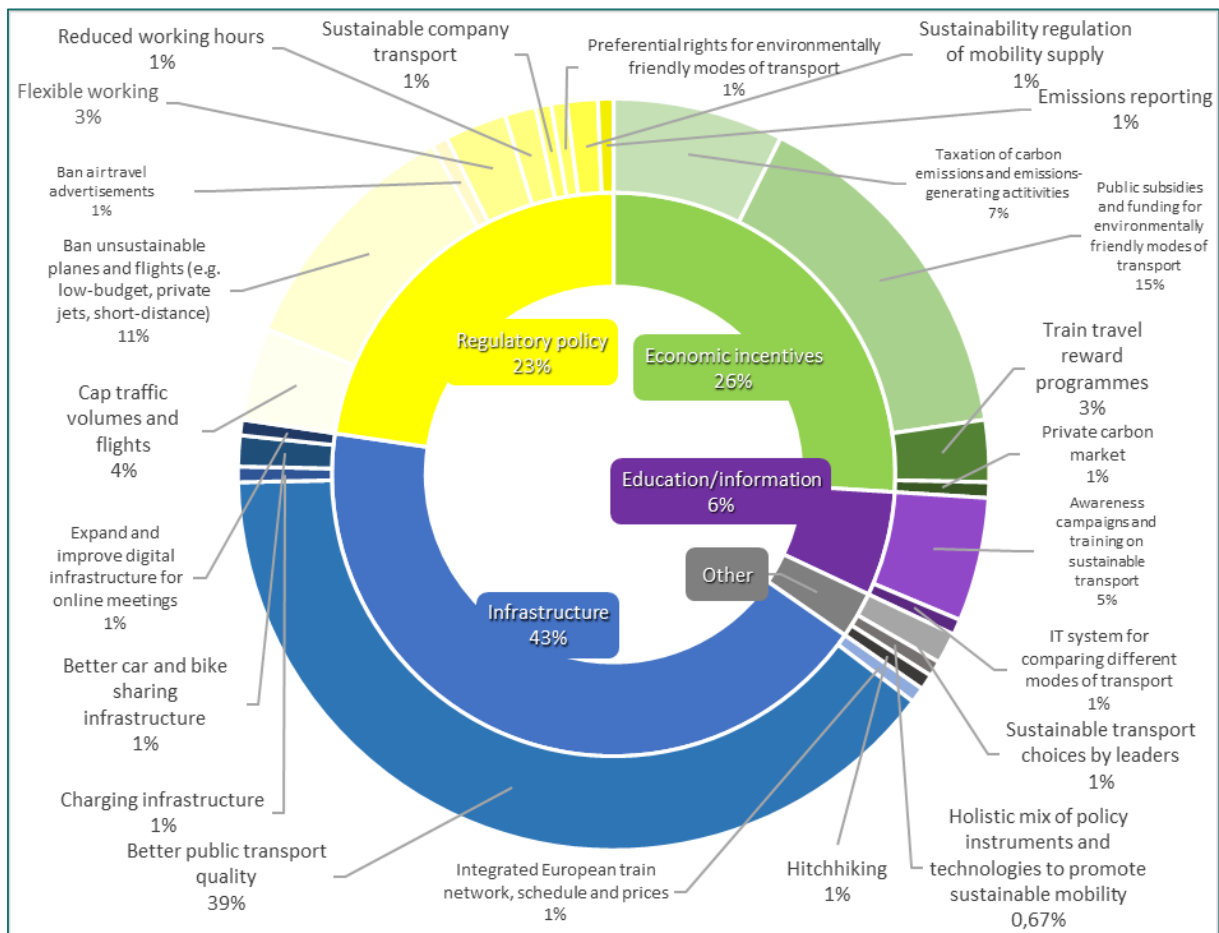 Reduced working hours
1%
Sustainable company
transport
1%
Preferential rights for environmentally
friendly modes of transport
1%
Sustainability regulation
of mobility supply
1%
Emissions reporting
1%
Flexible working
3%
Ban air travel
advertisements
1%
Taxation of carbon
emissions and emissions-
generating actitivities
7%
Public subsidies
and funding for
environmentally
friendly modes of
transport
15%
Ban unsustainable
planes and flights (e.g.
low-budget, private
jets, short-distance)
11%
Regulatory policy
23%
Economic incentives
26%
Train travel
reward
programmes
3%
Cap traffic
volumes and
flights
4%
Private carbon
market
1%
Education/information
6%
Awareness
campaigns and
training on
sustainable
transport
5%
Other
Expand and
improve digital
infrastructure for
online meetings
1%
Infrastructure
43%
IT system for
comparing different
modes of transport
1%
Better car and bike
sharing
infrastructure
1%
Sustainable transport
choices by leaders
1%
Charging infrastructure
1%
Better public transport
quality
39%
Integrated European train
network, schedule and prices
1%
Hitchhiking
1%
Holistic mix of policy
instruments and
technologies to promote
sustainable mobility
0,67%